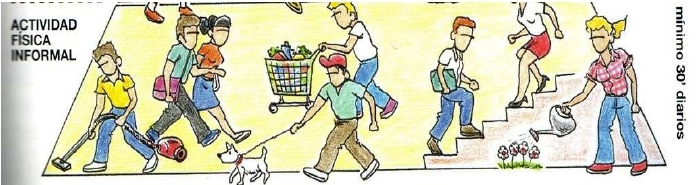 ACTIVIDAD
FÍSICA
INFORMAL
mínimo 30' diarios